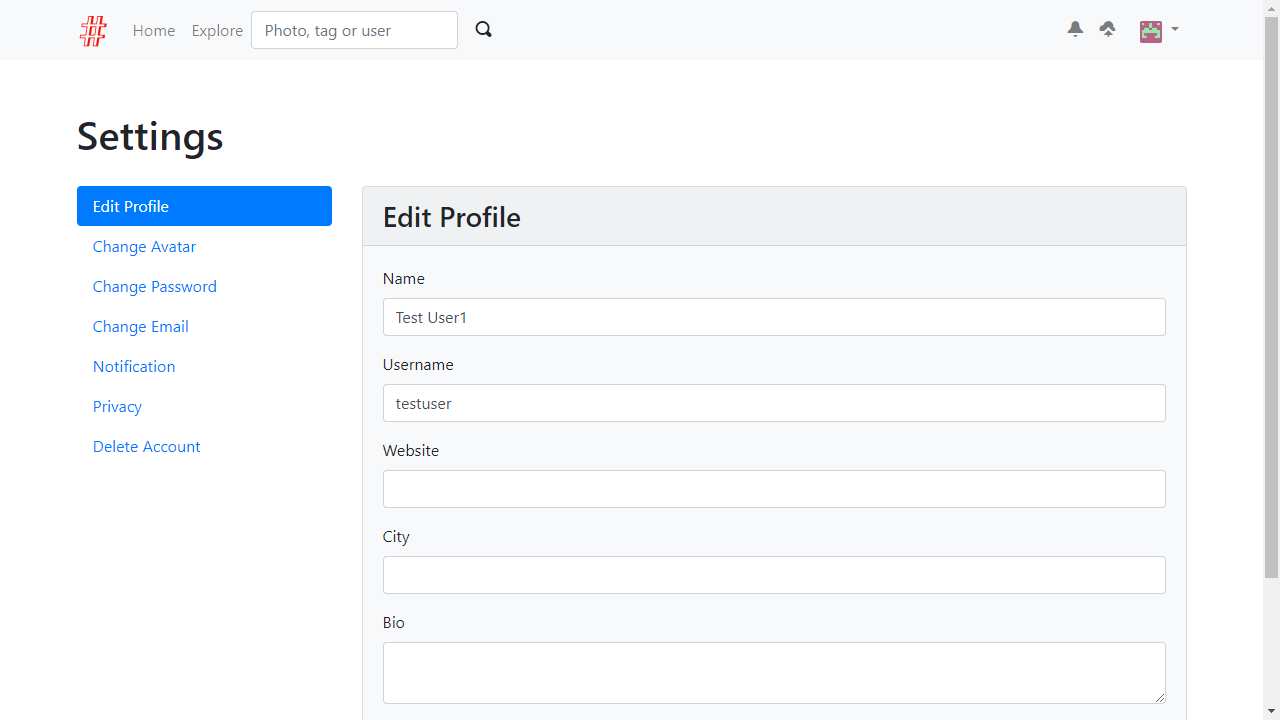 Home Explore Photo, tag or user
Settings
Edit Profile
Change Avatar
Change Password
Change Email
Notification
Privacy
Delete Account
Edit Profile
Name
Test User1
Username
testuser
Website
City
Bio